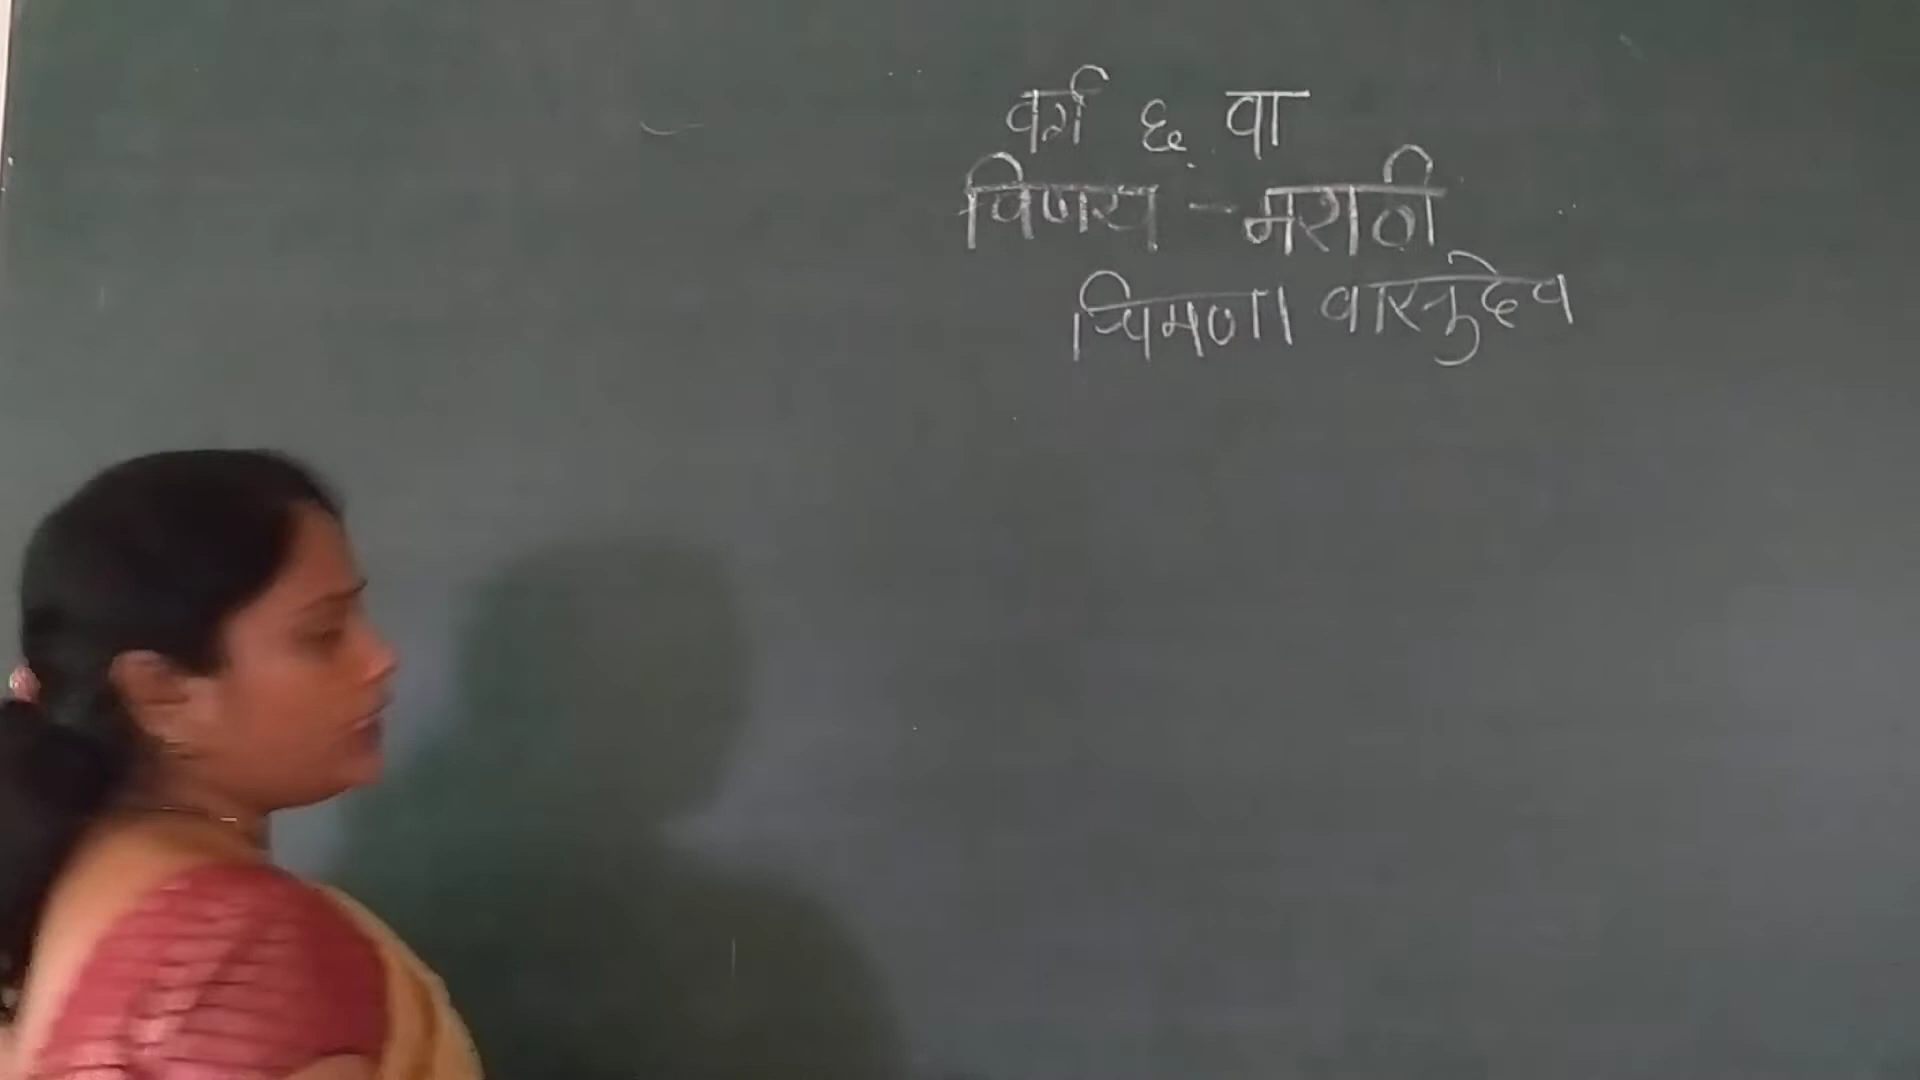 वर्ग ६ वा
विषय - मराठी
चिमणा वासुदेव